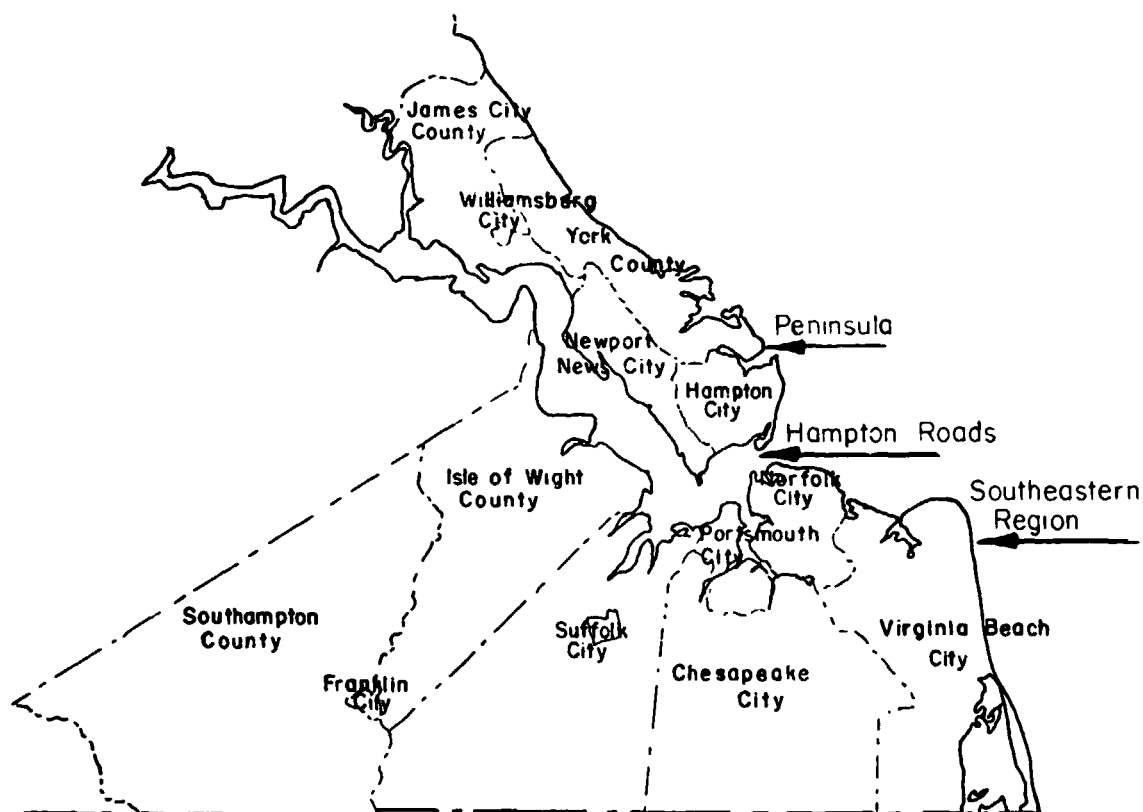 James City
County
Williamsburg
City
York
County
Peninsula
Newport
News City
Hampton
City
Hampton Roads
Isle of Wight
County
Norfolk
City
Southeastern
Region
Portsmouth
City
Southampton
County
Suffolk
City
Virginia Beach
City
Chesapeake
City
Franklin
City